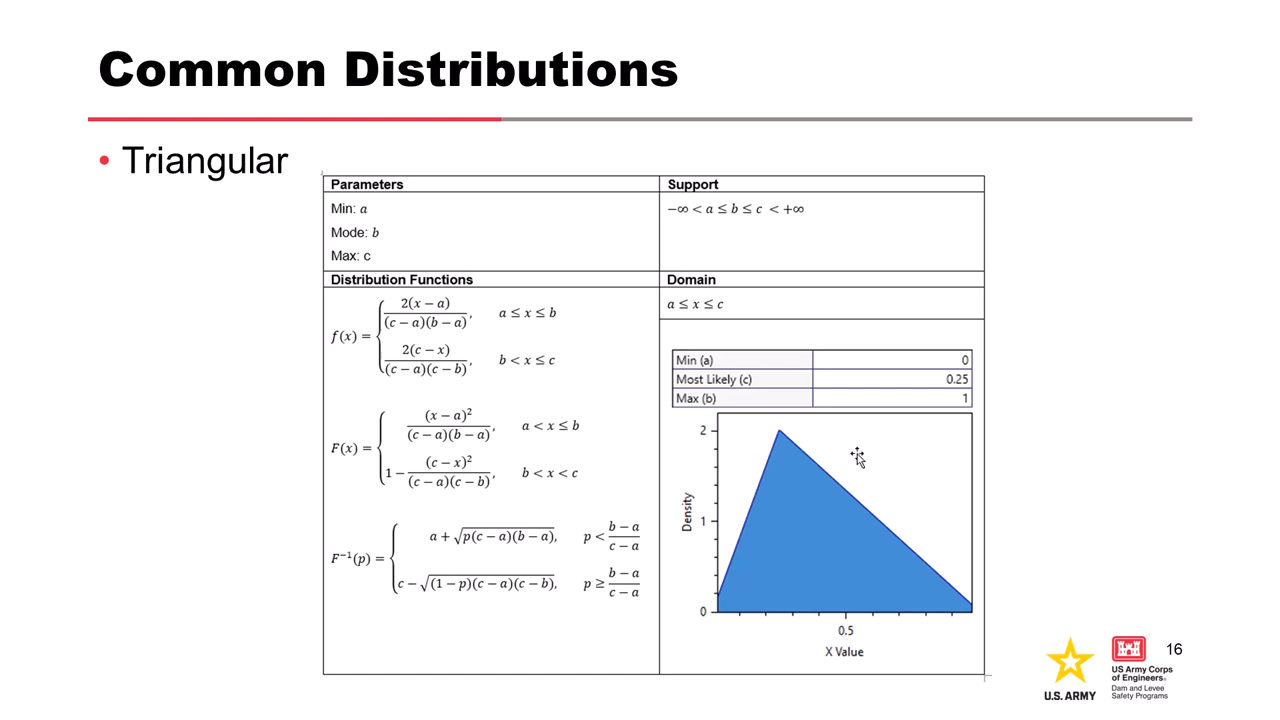 Common Distributions
• Triangular
Parameters
Support
Min: a
Mode: b
Max: c
−∞ < a ≤ b ≤ c < +∞
Distribution Functions
Domain
f(x) = { 2(x − a) / (c − a)(b − a), a ≤ x ≤ b
2(c − x) / (c − a)(c − b), b < x ≤ c
F(x) = { (x − a)² / (c − a)(b − a), a < x ≤ b
1 − (c − x)² / (c − a)(c − b), b < x < c
F⁻¹(p) = { a + √p(c − a)(b − a), p < b − a / c − a
c − √(1 − p)(c − a)(c − b), p ≥ b − a / c − a
a ≤ x ≤ c
Min (a) 0
Most Likely (c) 0.25
Max (b) 1
2
1
0
Density
0.5
X Value
U.S. ARMY
US Army Corps
of Engineers®
Dam and Levee
Safety Programs
16